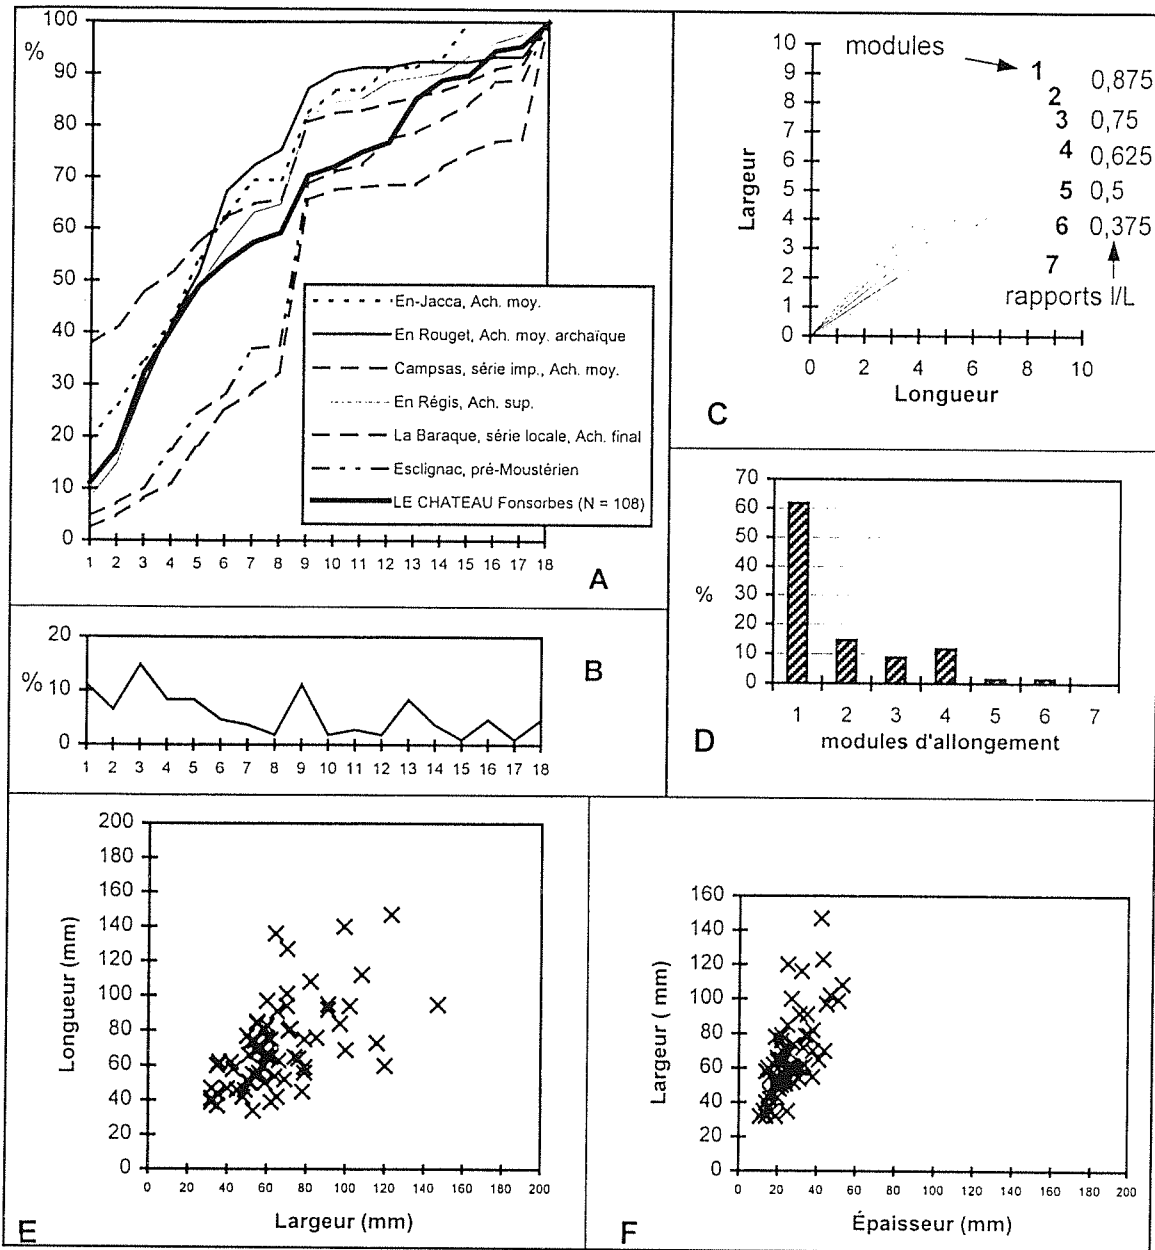 100
%
90
80
70
60
50
40
30
20
10
0
1 2 3 4 5 6 7 8 9 10 11 12 13 14 15 16 17 18
En-Jacca, Ach. moy.
En Rouget, Ach. moy. archaïque
Campsas, série imp., Ach. moy.
En Régis, Ach. sup.
La Baraque, série locale, Ach. final
Esclignac, pré-Moustérien
LE CHATEAU Fonsorbes (N = 108)
A
20
%
10
0
1 2 3 4 5 6 7 8 9 10 11 12 13 14 15 16 17 18
B
modules
10
9
8
7
6
5
4
3
2
1
0
Largeur
1
2
3
4
5
6
7
0,875
0,75
0,625
0,5
0,375
rapports l/L
0 2 4 6 8 10
Longueur
C
70
60
50
40
30
20
10
0
%
1 2 3 4 5 6 7
modules d'allongement
D
200
180
160
140
120
100
80
60
40
20
0
Longueur (mm)
0 20 40 60 80 100 120 140 160 180 200
Largeur (mm)
E
160
140
120
100
80
60
40
20
0
Largeur ( mm)
0 20 40 60 80 100 120 140 160 180 200
Épaisseur (mm)
F